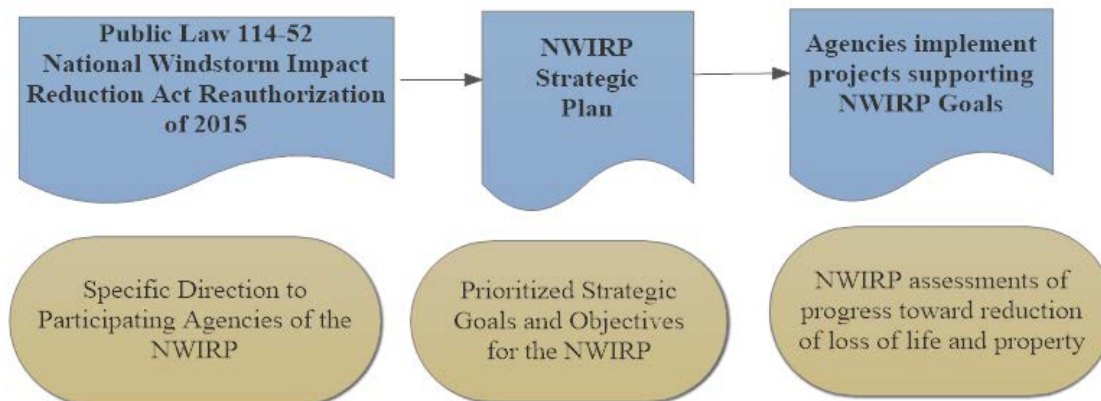 Public Law 114-52
National Windstorm Impact
Reduction Act Reauthorization
of 2015
NWIRP
Strategic
Plan
Agencies implement
projects supporting
NWIRP Goals
Specific Direction to
Participating Agencies of the
NWIRP
Prioritized Strategic
Goals and Objectives
for the NWIRP
NWIRP assessments of
progress toward reduction
of loss of life and property